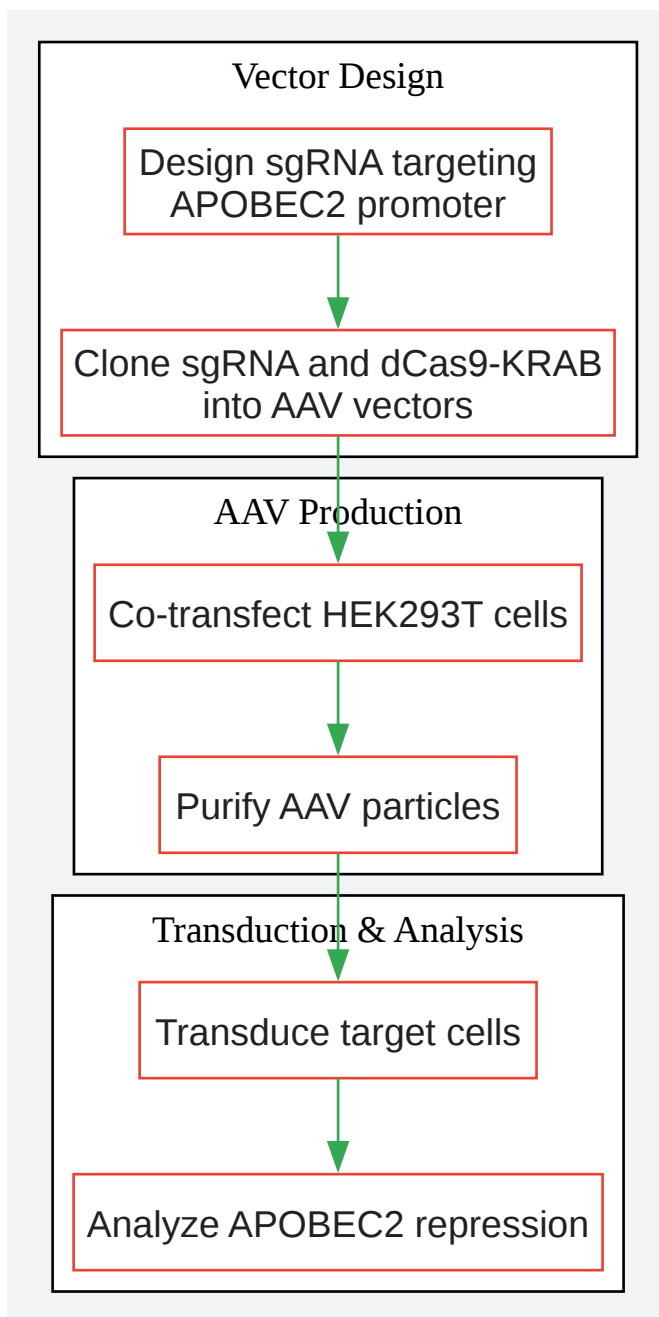 Vector Design
Design sgRNA targeting
APOBEC2 promoter
Clone sgRNA and dCas9-KRAB
into AAV vectors
AAV Production
Co-transfect HEK293T cells
Purify AAV particles
Transduction & Analysis
Transduce target cells
Analyze APOBEC2 repression